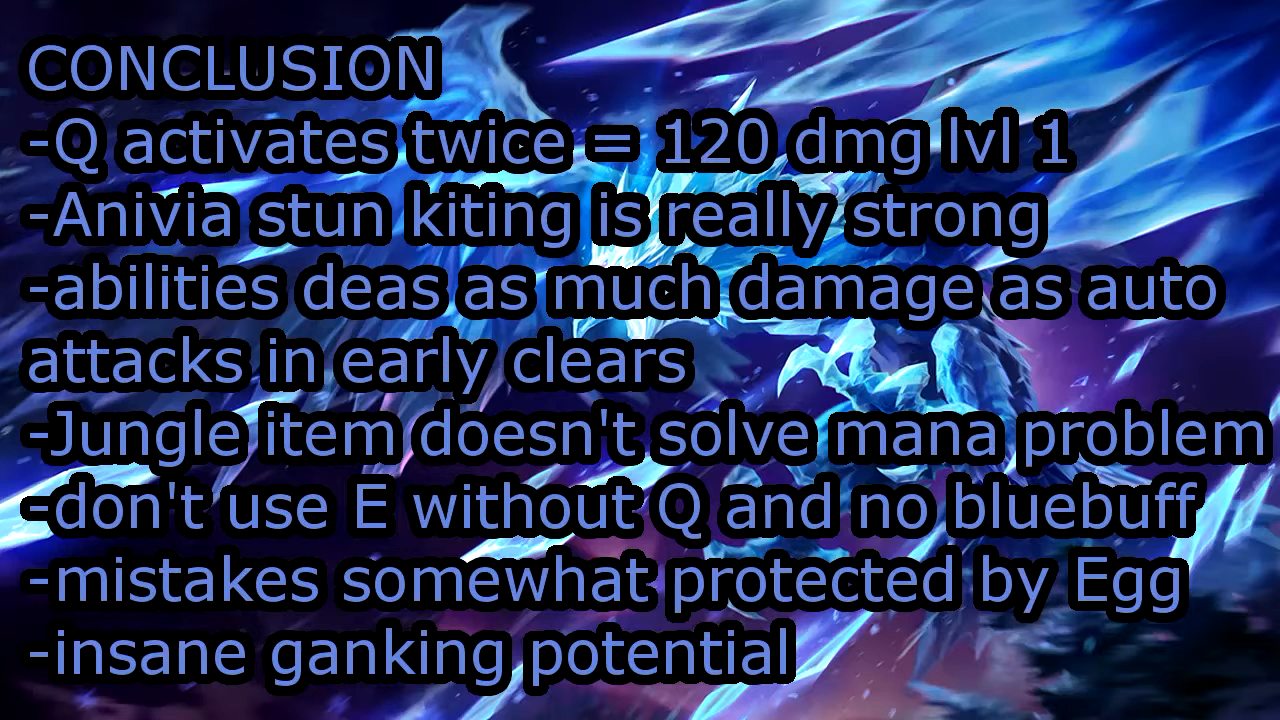 CONCLUSION
-Q activates twice = 120 dmg lvl 1
-Anivia stun kiting is really strong
-abilities deas as much damage as auto
attacks in early clears
-Jungle item doesn't solve mana problem
-don't use E without Q and no bluebuff
-mistakes somewhat protected by Egg
-insane ganking potential